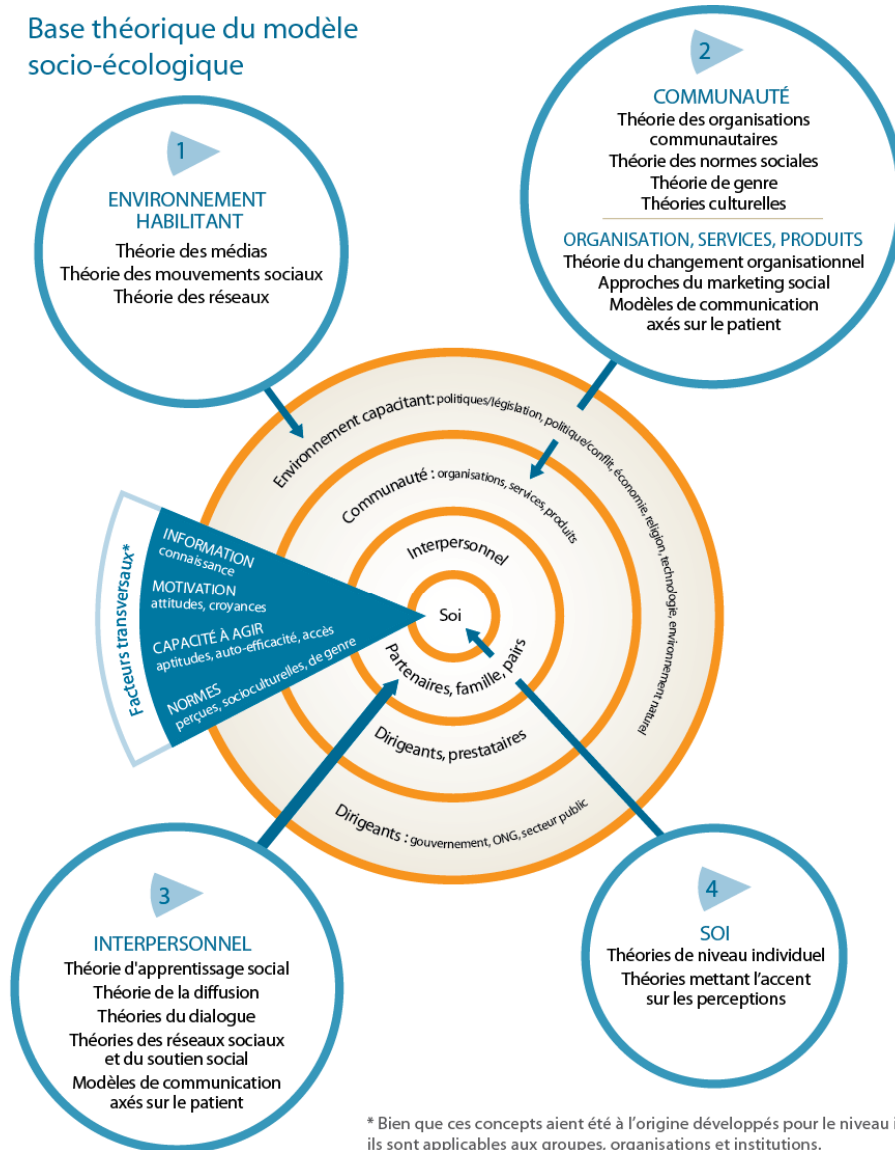 Base théorique du modèle
socio-écologique
1
ENVIRONNEMENT
HABILITANT
Théorie des médias
Théorie des mouvements sociaux
Théorie des réseaux
2
COMMUNAUTÉ
Théorie des organisations
communautaires
Théorie des normes sociales
Théorie de genre
Théories culturelles
ORGANISATION, SERVICES, PRODUITS
Théorie du changement organisationnel
Approches du marketing social
Modèles de communication
axés sur le patient
Environnement capacitant: politiques/législation, politique/conflit, économie, religion, technologie, environnement naturel
Communauté : organisations, services, produits
Interpersonnel
Soi
Partenaires, famille, pairs
Dirigeants, prestataires
Dirigeants : gouvernement, ONG, secteur public
Facteurs transversaux*
INFORMATION
connaissance
MOTIVATION
attitudes, croyances
CAPACITÉ À AGIR
aptitudes, auto-efficacité, accès
NORMES
perçues, socioculturelles, de genre
3
INTERPERSONNEL
Théorie d'apprentissage social
Théorie de la diffusion
Théories du dialogue
Théories des réseaux sociaux
et du soutien social
Modèles de communication
axés sur le patient
4
SOI
Théories de niveau individuel
Théories mettant l’accent
sur les perceptions
* Bien que ces concepts aient été à l’origine développés pour le niveau
ils sont applicables aux groupes, organisations et institutions.